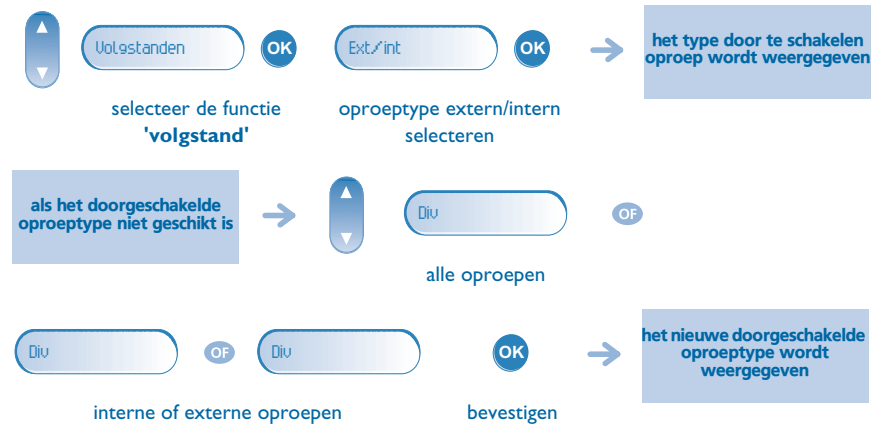 Volgstanden OK Ext/int OK
het type door te schakelen
oproep wordt weergegeven
selecteer de functie
'volgstand'
oproeptype extern/intern
selecteren
als het doorgeschakelde
oproeptype niet geschikt is
Div OF
alle oproepen
Div OF Div OK
het nieuwe doorgeschakelde
oproeptype wordt
weergegeven
interne of externe oproepen
bevestigen